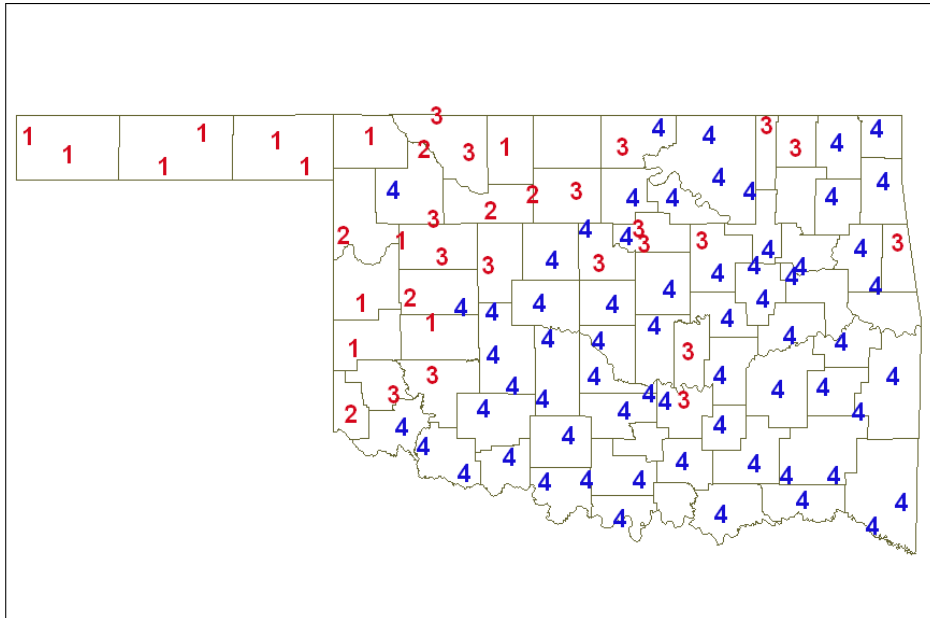 3
4 3 4 4
1 1 1 1 4
1 2 3 1 3 3 4
1 1 1
4 3 2 3 4 4 4 4 4 4
2 3 4
2 1 4 4 3 3 3 4 4 3
3 3 4 3 4 4 4 4
4 4
1 2 4 4 4 4 4 4 4
1 4 4 4
1 4 4 4 3 4 4
3 4 4 4 4 4
3 4 4 4 3 4 4
2 4 4 4 4
4 4 4
4 4 4 4
4 4 4 4 4 4
4 4
4 4 4